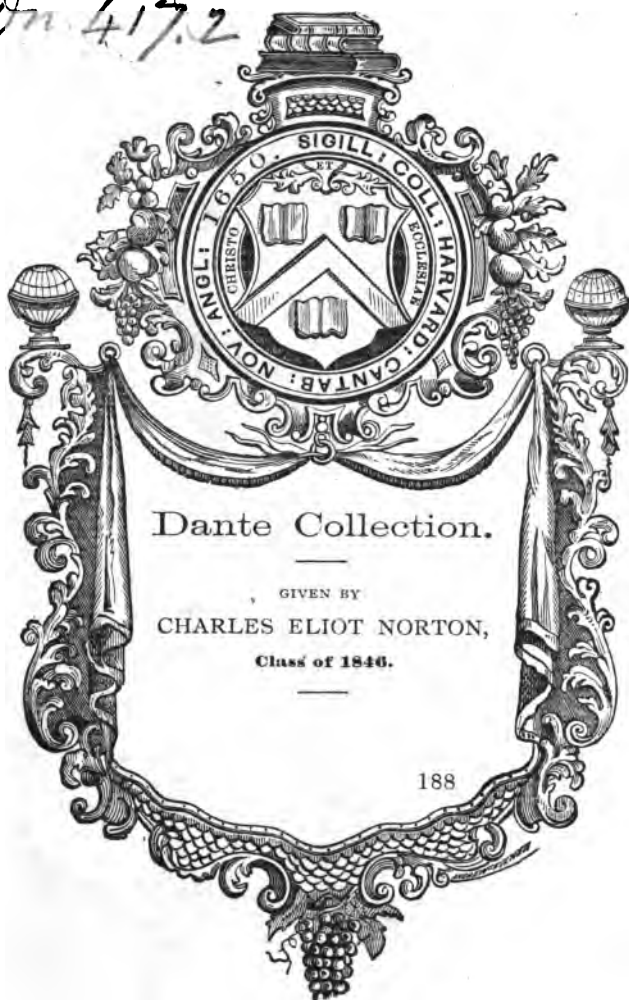 417.2
SIGILL: COLL: HARVARD: CANTAB: NOV: ANGL: 1650.
ET
CHRISTO
ECCLESIAE
Dante Collection.
GIVEN BY
CHARLES ELIOT NORTON,
Class of 1846.
188